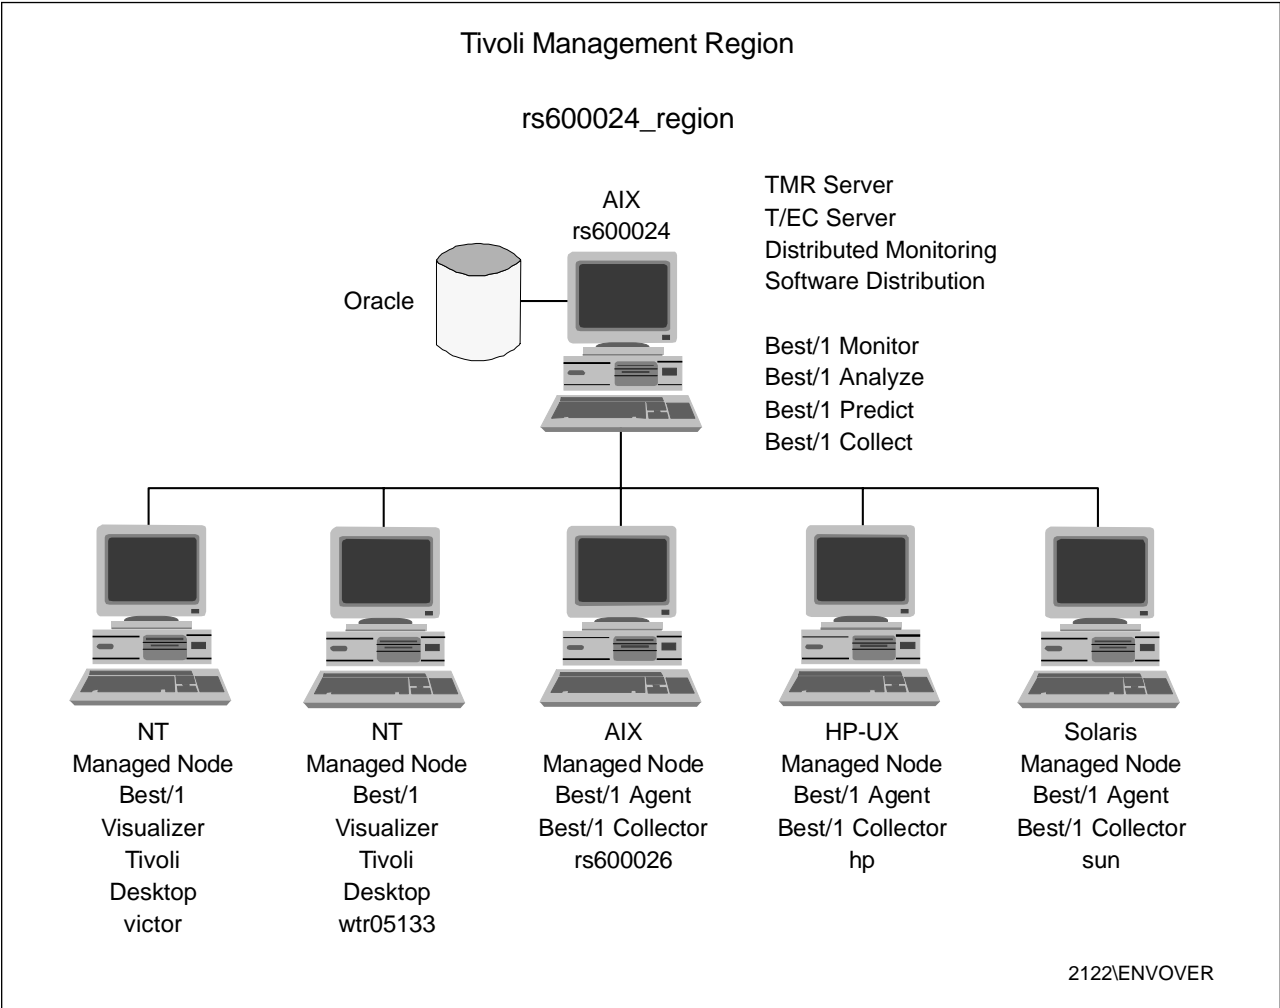 Tivoli Management Region
rs600024_region
AIX
rs600024
Oracle
TMR Server
T/EC Server
Distributed Monitoring
Software Distribution
Best/1 Monitor
Best/1 Analyze
Best/1 Predict
Best/1 Collect
NT
Managed Node
Best/1
Visualizer
Tivoli
Desktop
victor
NT
Managed Node
Best/1
Visualizer
Tivoli
Desktop
wtr05133
AIX
Managed Node
Best/1 Agent
Best/1 Collector
rs600026
HP-UX
Managed Node
Best/1 Agent
Best/1 Collector
hp
Solaris
Managed Node
Best/1 Agent
Best/1 Collector
sun
2122\ENVOVER